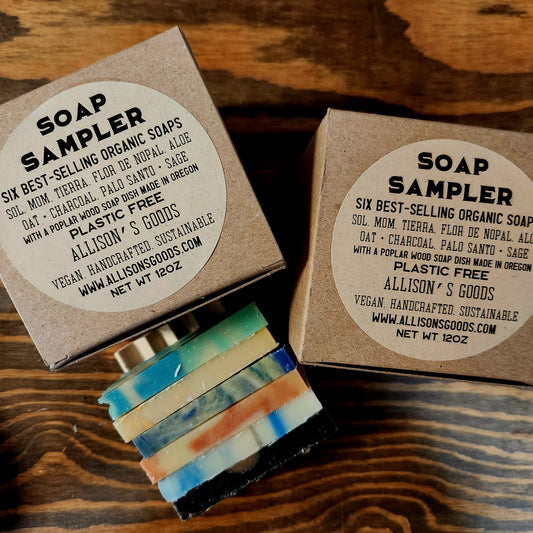 SOAP
SAMPLER
SIX BEST-SELLING ORGANIC SOAPS
SOL, MOM, TIERRA, FLOR DE NOPAL, ALOE
OAT • CHARCOAL, PALO SANTO • SAGE
WITH A POPLAR WOOD SOAP DISH MADE IN OREGON
PLASTIC FREE
ALLISON'S GOODS
VEGAN. HANDCRAFTED. SUSTAINABLE
WWW.ALLISONSGOODS.COM
NET WT 12OZ
SOAP
SAMPLER
SIX BEST-SELLING ORGANIC SOAP
SOL, MOM, TIERRA, FLOR DE NOPAL, ALO
OAT • CHARCOAL, PALO SANTO • SAGE
WITH A POPLAR WOOD SOAP DISH MADE IN OREGON
PLASTIC FREE
ALLISON'S GOODS
VEGAN. HANDCRAFTED. SUSTAINABLE
WWW.ALLISONSGOODS.COM
NET WT 12OZ